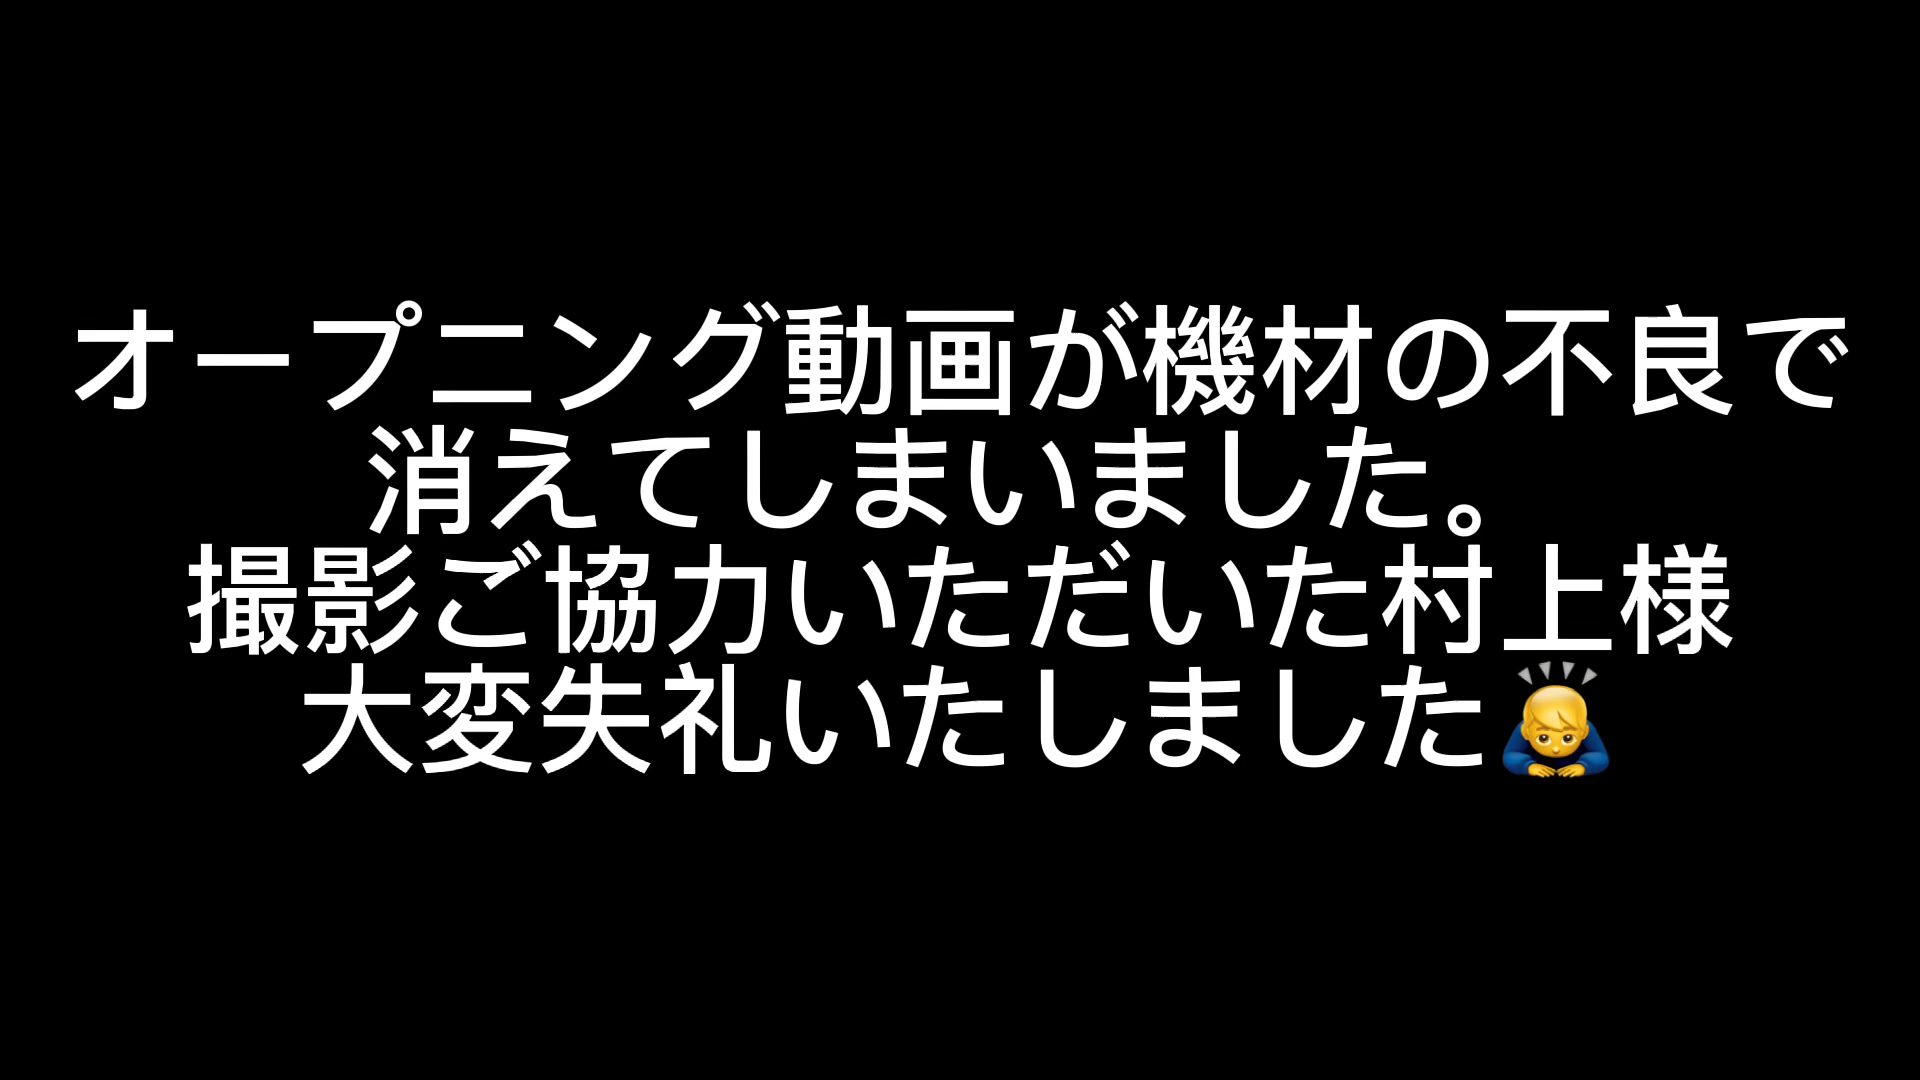 オープニング動画が機材の不良で
消えてしまいました。
撮影ご協力いただいた村上様
大変失礼いたしました🙇‍♂️